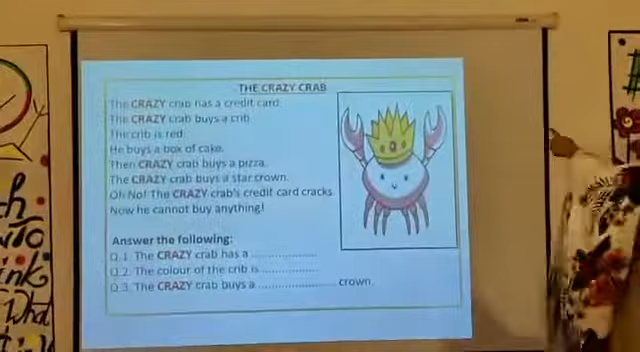 THE CRAZY CRAB
The CRAZY crab has a credit card.
The CRAZY crab buys a crib.
The crib is red.
He buys a box of cake.
Then CRAZY crab buys a pizza.
The CRAZY crab buys a star crown.
Oh No! The CRAZY crab's credit card cracks.
Now he cannot buy anything!
Answer the following:
Q.1. The CRAZY crab has a ....................
Q.2. The colour of the crib is ..................
Q.3. The CRAZY crab buys a ........................ crown.
ink
What